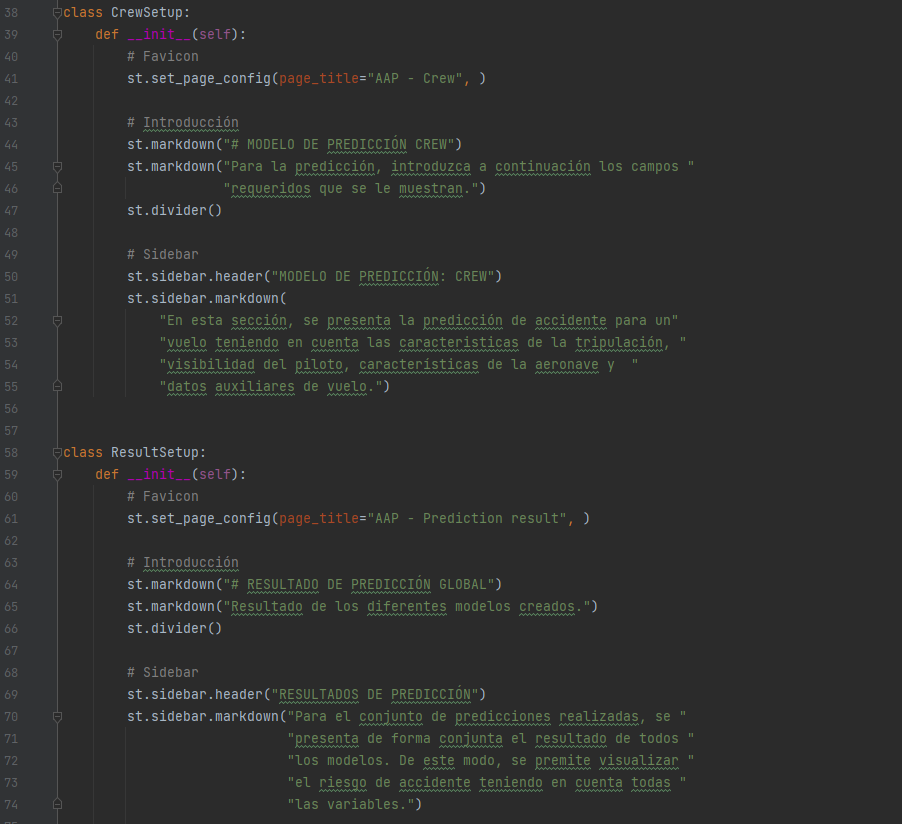 38 class CrewSetup:
39     def __init__(self):
40         # Favicon
41         st.set_page_config(page_title="AAP - Crew", )
42
43         # Introducción
44         st.markdown("# MODELO DE PREDICCIÓN CREW")
45         st.markdown("Para la predicción, introduzca a continuación los campos "
46                     "requeridos que se le muestran.")
47         st.divider()
48
49         # Sidebar
50         st.sidebar.header("MODELO DE PREDICCIÓN: CREW")
51         st.sidebar.markdown(
52             "En esta sección, se presenta la predicción de accidente para un"
53             "vuelo teniendo en cuenta las caracteristicas de la tripulación, "
54             "visibilidad del piloto, caracteristicas de la aeronave y  "
55             "datos auxiliares de vuelo.")
56
57
58 class ResultSetup:
59     def __init__(self):
60         # Favicon
61         st.set_page_config(page_title="AAP - Prediction result", )
62
63         # Introducción
64         st.markdown("# RESULTADO DE PREDICCIÓN GLOBAL")
65         st.markdown("Resultado de los diferentes modelos creados.")
66         st.divider()
67
68         # Sidebar
69         st.sidebar.header("RESULTADOS DE PREDICCIÓN")
70         st.sidebar.markdown("Para el conjunto de predicciones realizadas, se "
71                             "presenta de forma conjunta el resultado de todos "
72                             "los modelos. De este modo, se premite visualizar "
73                             "el riesgo de accidente teniendo en cuenta todas "
74                             "las variables.")